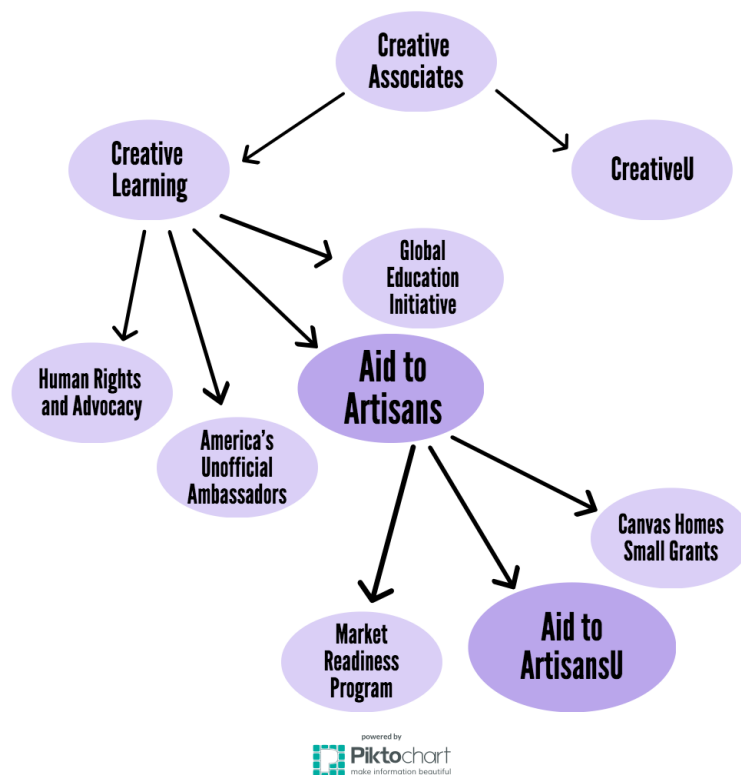 Creative
Associates
Creative
Learning
CreativeU
Global
Education
Initiative
Aid to
Artisans
Human Rights
and Advocacy
America's
Unofficial
Ambassadors
Canvas Homes
Small Grants
Market
Readiness
Program
Aid to
ArtisansU
powered by
Piktochart
make information beautiful